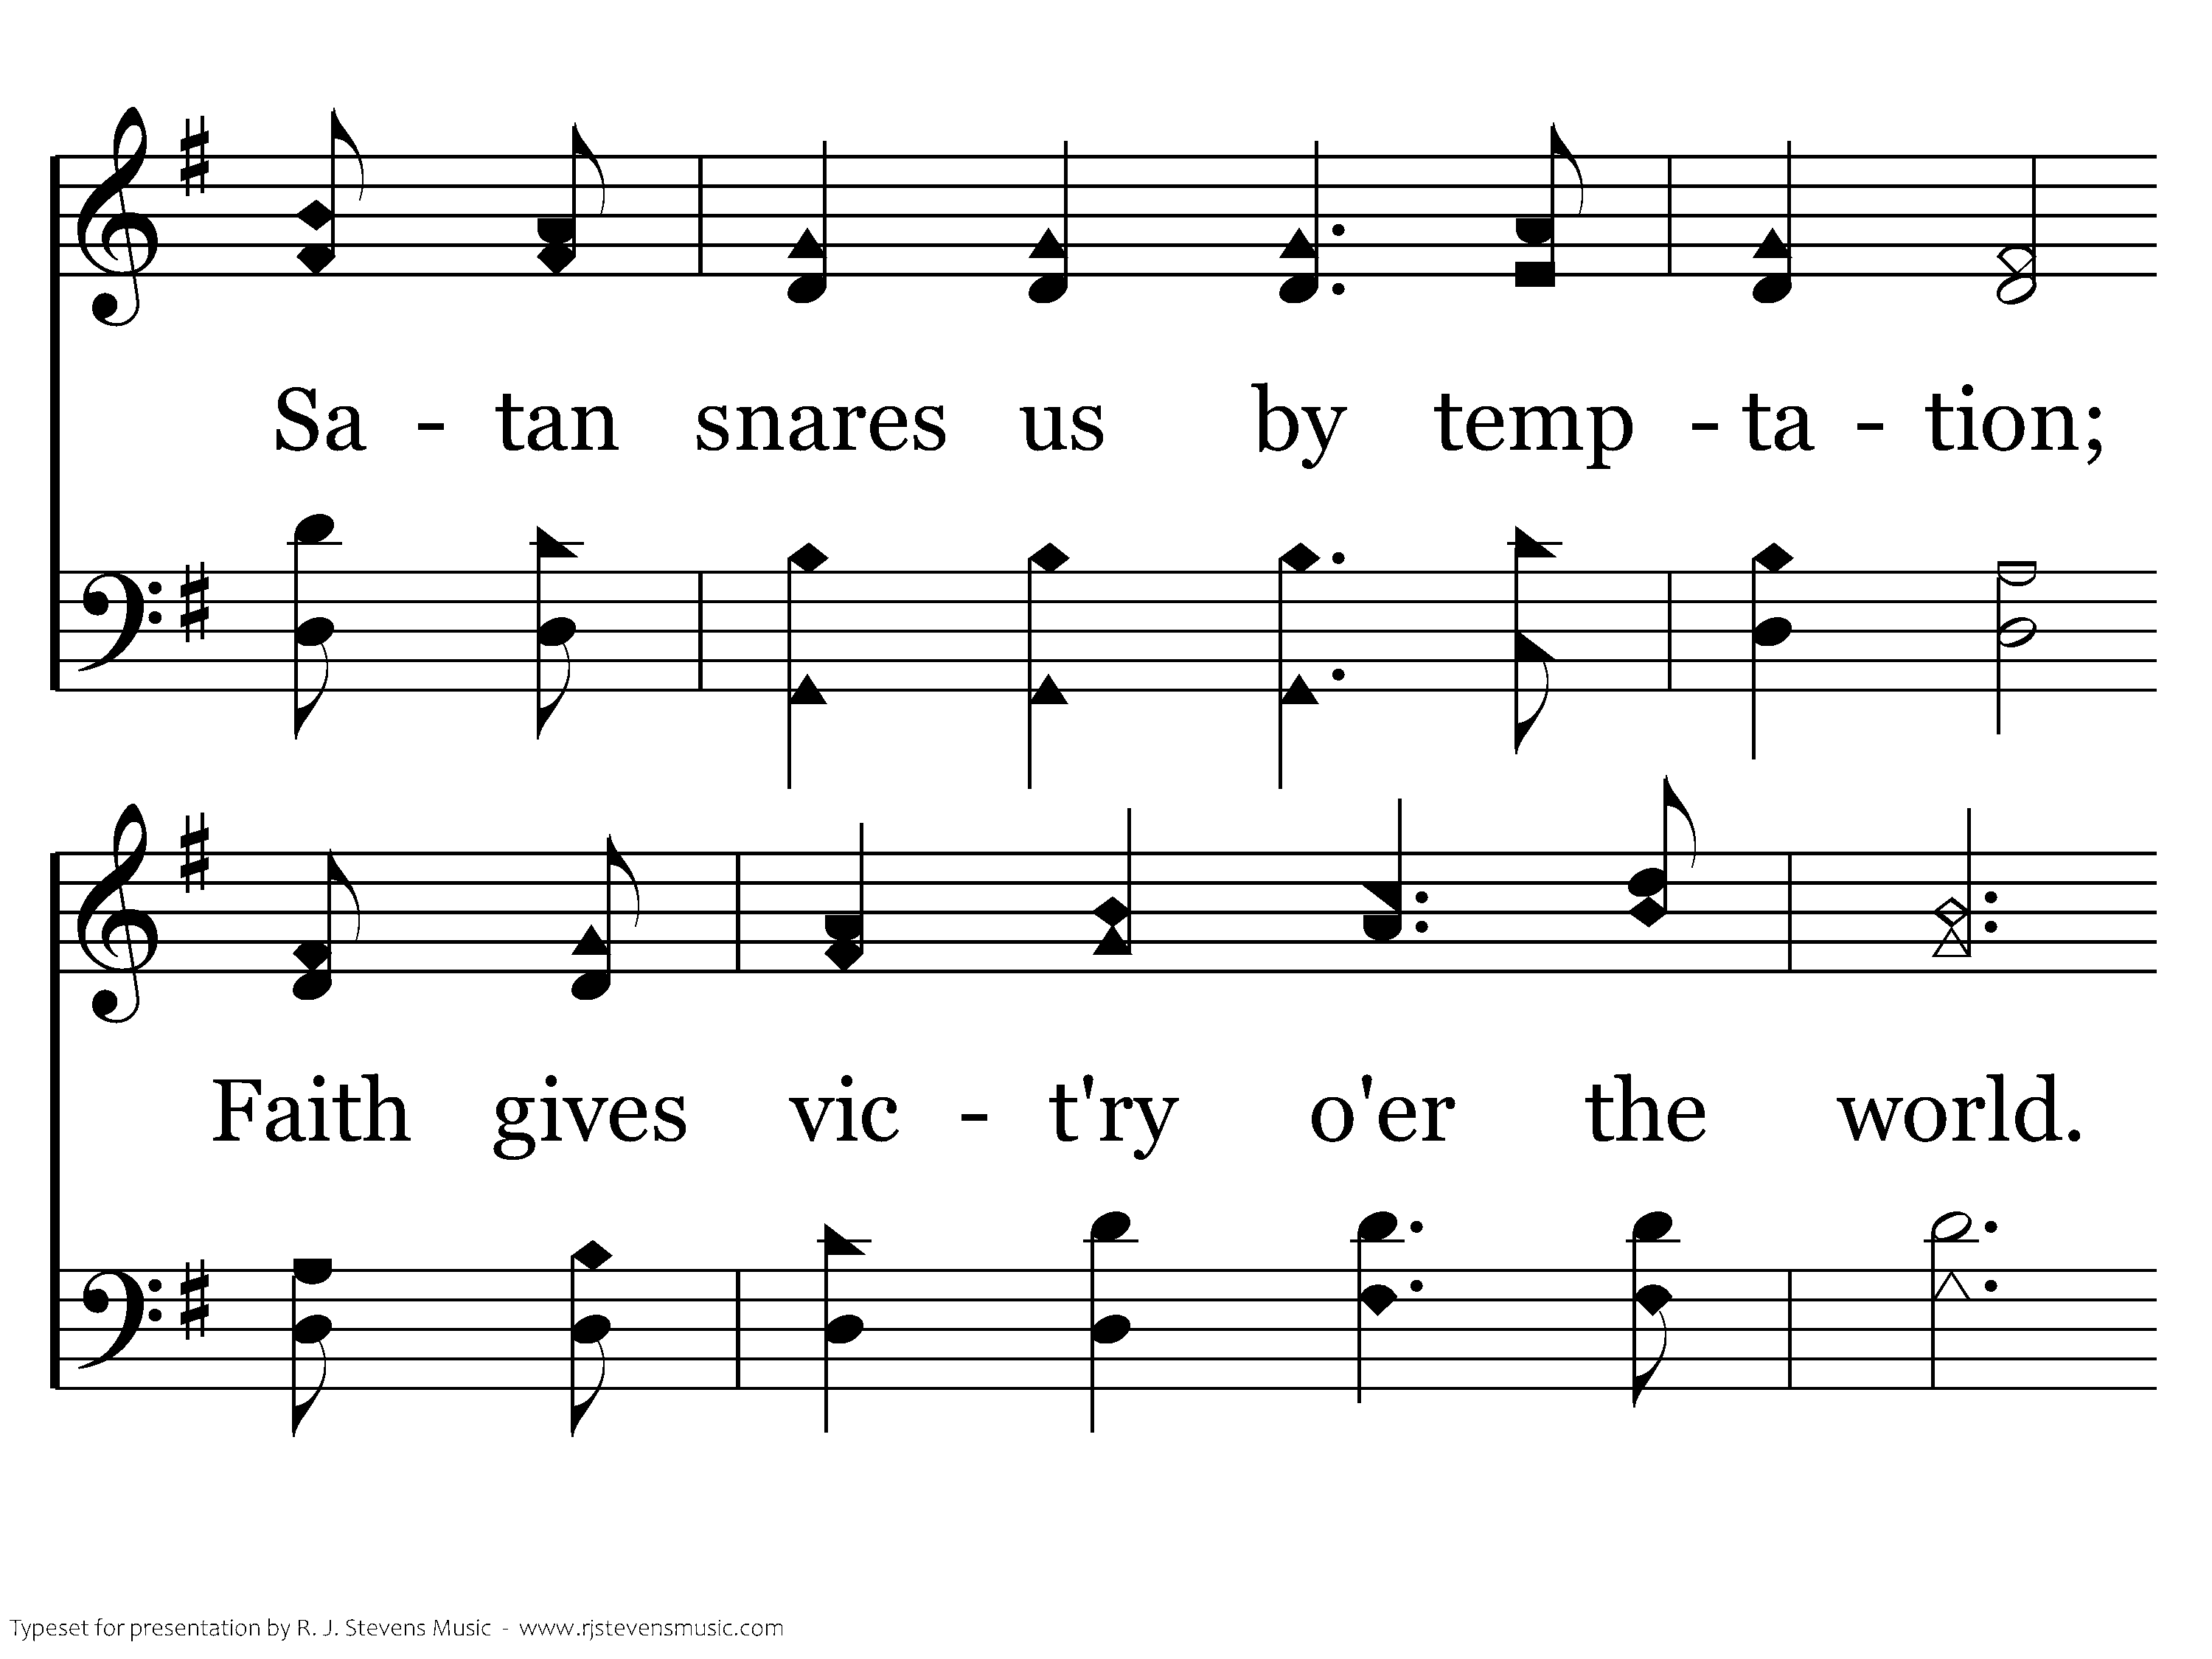 Sa - tan snares us by temp - ta - tion;
Faith gives vic - t'ry o'er the world.
Typeset for presentation by R. J. Stevens Music - www.rjstevensmusic.com